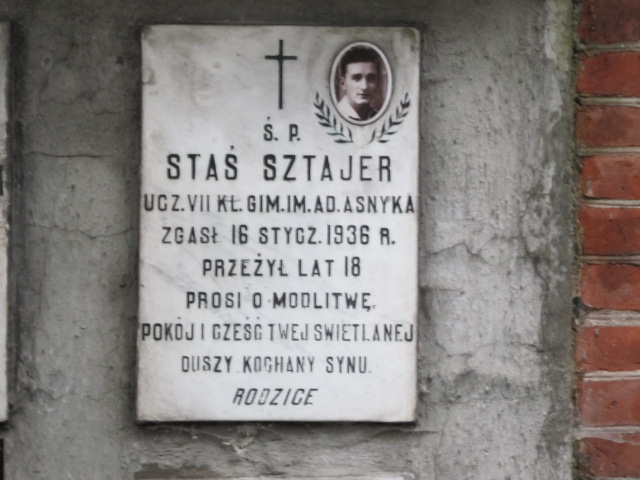 Ś. P.
STAŚ SZTAJER
UCZ. VII KŁ. GIM. IM. AD. ASNYKA
ZGASŁ 16 STYCZ. 1936 R.
PRZEŻYŁ LAT 18
PROSI O MODLITWĘ.
POKÓJ I CZEŚĆ TWEJ SWIETLANEJ
DUSZY KOCHANY SYNU.
RODZICE